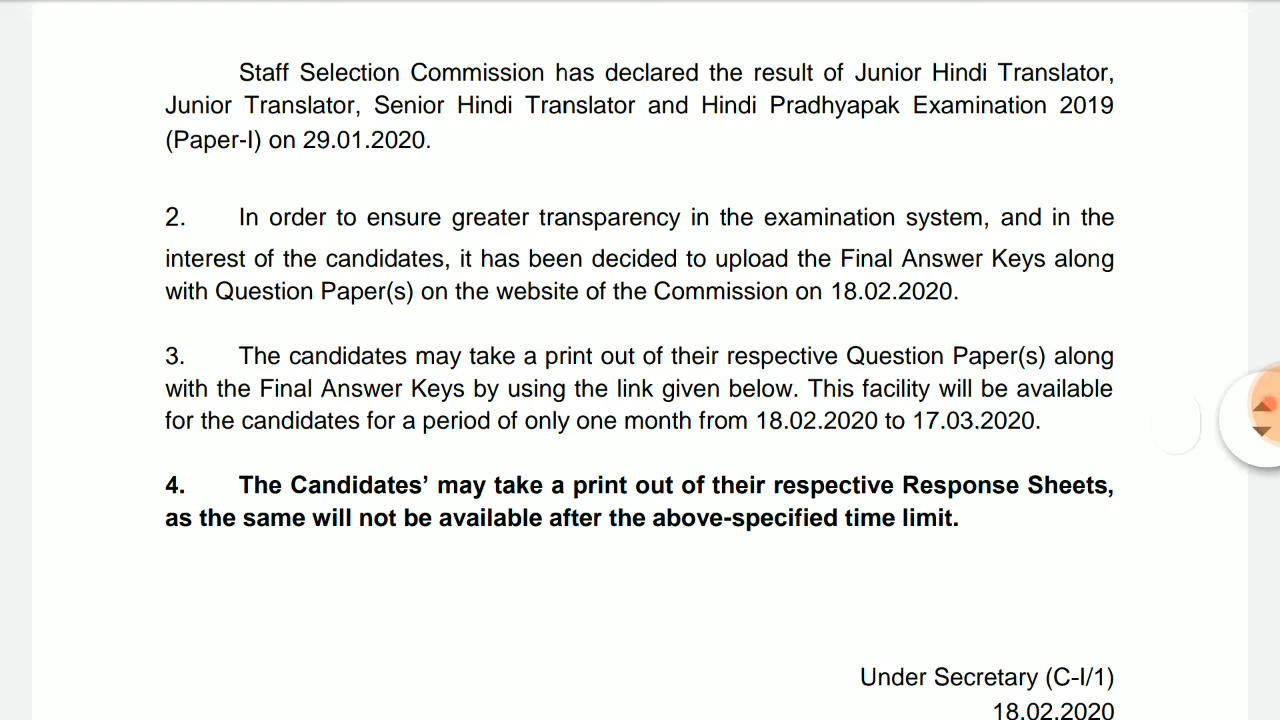 Staff Selection Commission has declared the result of Junior Hindi Translator,
Junior Translator, Senior Hindi Translator and Hindi Pradhyapak Examination 2019
(Paper-I) on 29.01.2020.
2. In order to ensure greater transparency in the examination system, and in the
interest of the candidates, it has been decided to upload the Final Answer Keys along
with Question Paper(s) on the website of the Commission on 18.02.2020.
3. The candidates may take a print out of their respective Question Paper(s) along
with the Final Answer Keys by using the link given below. This facility will be available
for the candidates for a period of only one month from 18.02.2020 to 17.03.2020.
4. The Candidates’ may take a print out of their respective Response Sheets,
as the same will not be available after the above-specified time limit.
Under Secretary (C-I/1)
18.02.2020